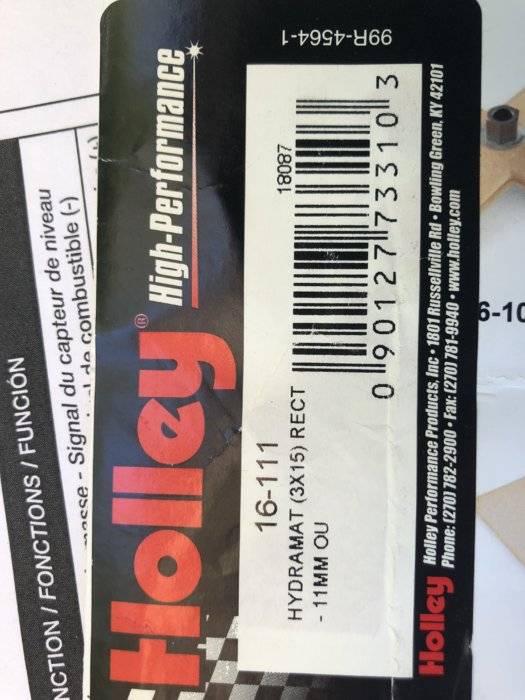 Holley® High-Performance
16-111
HYDRAMAT (3X15) RECT
- 11MM OU
18087
0 90127 73310 3
Holley Holley Performance Products, Inc • 1801 Russellville Rd • Bowling Green, KY 42101
Phone: (270) 782-2900 • Fax: (270) 781-9940 • www.holley.com
99R-4564-1
NCTION / FONCTIONS / FUNCIÓN
- Signal du capteur de niveau
de combustible (-)
6-10